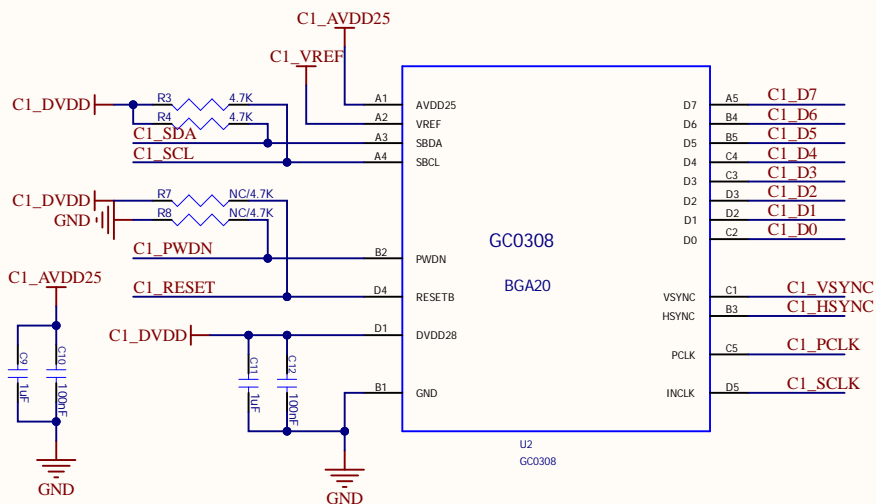 C1_AVDD25
C1_VREF
C1_DVDD R3 4.7K A1 AVDD25 D7 A5 C1_D7
R4 4.7K A2 VREF D6 B4 C1_D6
C1_SDA A3 SBDA D5 B5 C1_D5
C1_SCL A4 SBCL D4 C4 C1_D4
D3 C3 C1_D3
C1_DVDD R7 NC/4.7K D2 D3 C1_D2
GND R8 NC/4.7K D1 D2 C1_D1
D0 C2 C1_D0
GC0308
C1_PWDN B2 PWDN
BGA20
C1_AVDD25
C1_RESET D4 RESETB VSYNC C1 C1_VSYNC
HSYNC B3 C1_HSYNC
C1_DVDD D1 DVDD28
PCLK C5 C1_PCLK
C9 1uF
C10 100nF
C11 1uF
C12 100nF
B1 GND INCLK D5 C1_SCLK
U2
GC0308
GND
GND